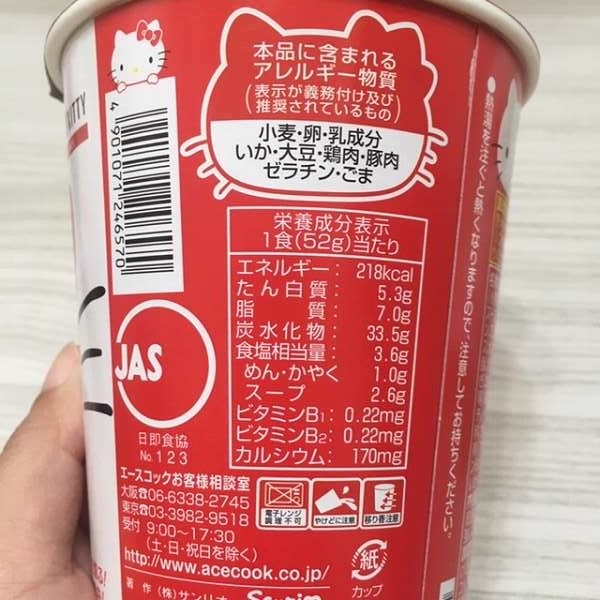 本品に含まれる
アレルギー物質
(表示が義務付け及び
推奨されているもの)
小麦・卵・乳成分
いか・大豆・鶏肉・豚肉
ゼラチン・ごま
栄養成分表示
1食(52g)当たり
エネルギー: 218kcal
たん白質: 5.3g
脂質: 7.0g
炭水化物: 33.5g
食塩相当量: 3.6g
めん・かやく 1.0g
スープ 2.6g
ビタミンB1: 0.22mg
ビタミンB2: 0.22mg
カルシウム: 170mg
4 901071 246570
JAS
日即食協
No.123
エースコックお客様相談室
大阪☎06-6338-2745
東京☎03-3982-9518
受付 9:00〜17:30
(土・日・祝日を除く)
http://www.acecook.co.jp/
著作 (株)サンリオ
電子レンジ
調理不可
やけどに注意
移り香注意
紙
カップ
●熱湯を注ぐと熱くなりますので、注意してお持ちください。